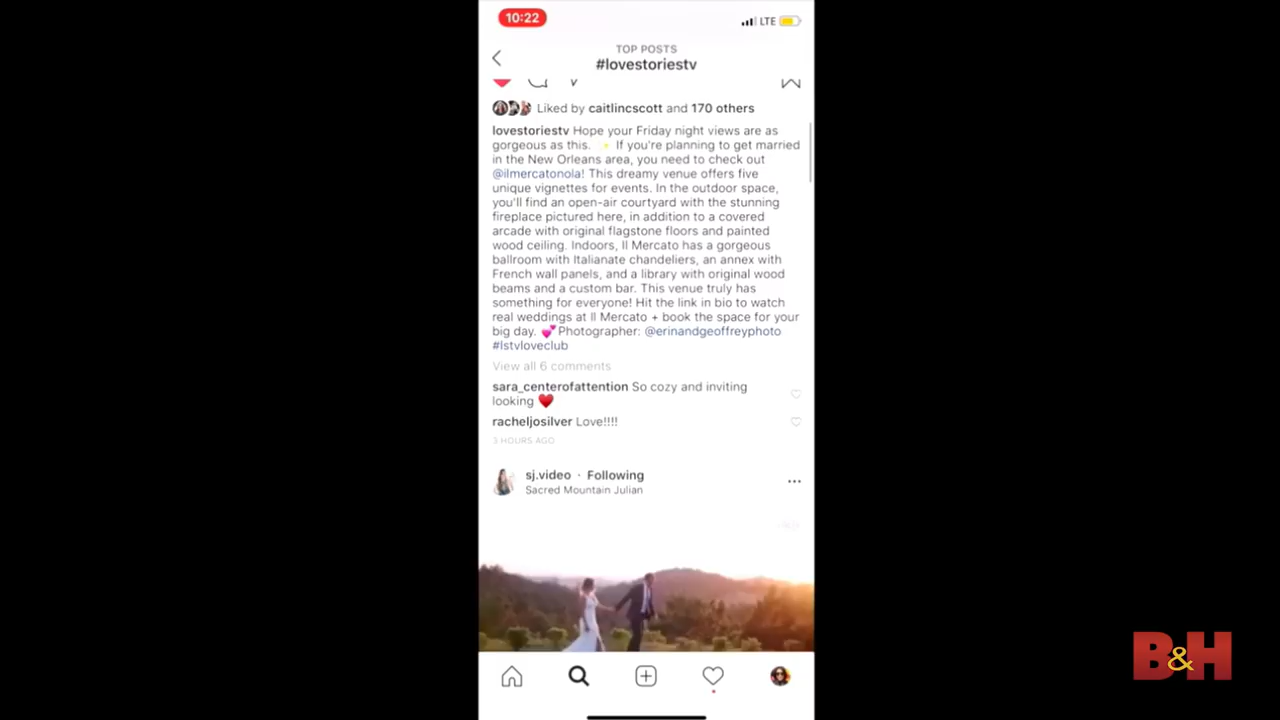 10:22
LTE
TOP POSTS
#lovestoriestv
Liked by caitlincscott and 170 others
lovestoriestv Hope your Friday night views are as
gorgeous as this. If you're planning to get married
in the New Orleans area, you need to check out
@ilmercatonola! This dreamy venue offers five
unique vignettes for events. In the outdoor space,
you'll find an open-air courtyard with the stunning
fireplace pictured here, in addition to a covered
arcade with original flagstone floors and painted
wood ceiling. Indoors, Il Mercato has a gorgeous
ballroom with Italianate chandeliers, an annex with
French wall panels, and a library with original wood
beams and a custom bar. This venue truly has
something for everyone! Hit the link in bio to watch
real weddings at Il Mercato + book the space for your
big day. 💕Photographer: @erinandgeoffreyphoto
#lstvloveclub
View all 6 comments
sara_centerofattention So cozy and inviting
looking ♥️
racheljosilver Love!!!!
3 HOURS AGO
sj.video · Following
Sacred Mountain Julian
B&H